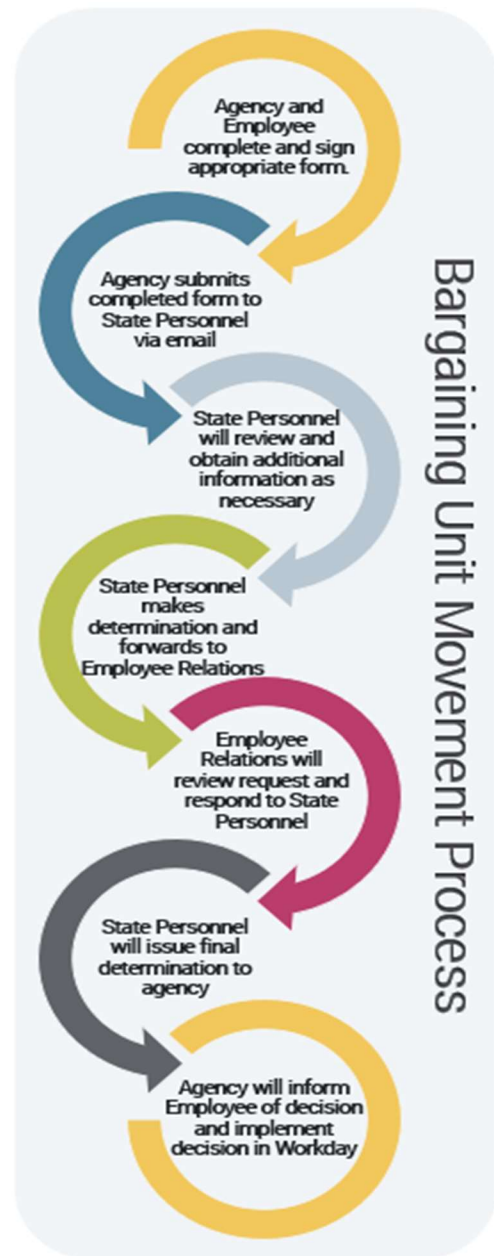 Agency and
Employee
complete and sign
appropriate form.
Agency submits
completed form to
State Personnel
via email
State Personnel
will review and
obtain additional
information as
necessary
State Personnel
makes
determination and
forwards to
Employee Relations
Employee
Relations will
review request and
respond to State
Personnel
State Personnel
will issue final
determination to
agency
Agency will inform
Employee of decision
and implement
decision in Workday
Bargaining Unit Movement Process